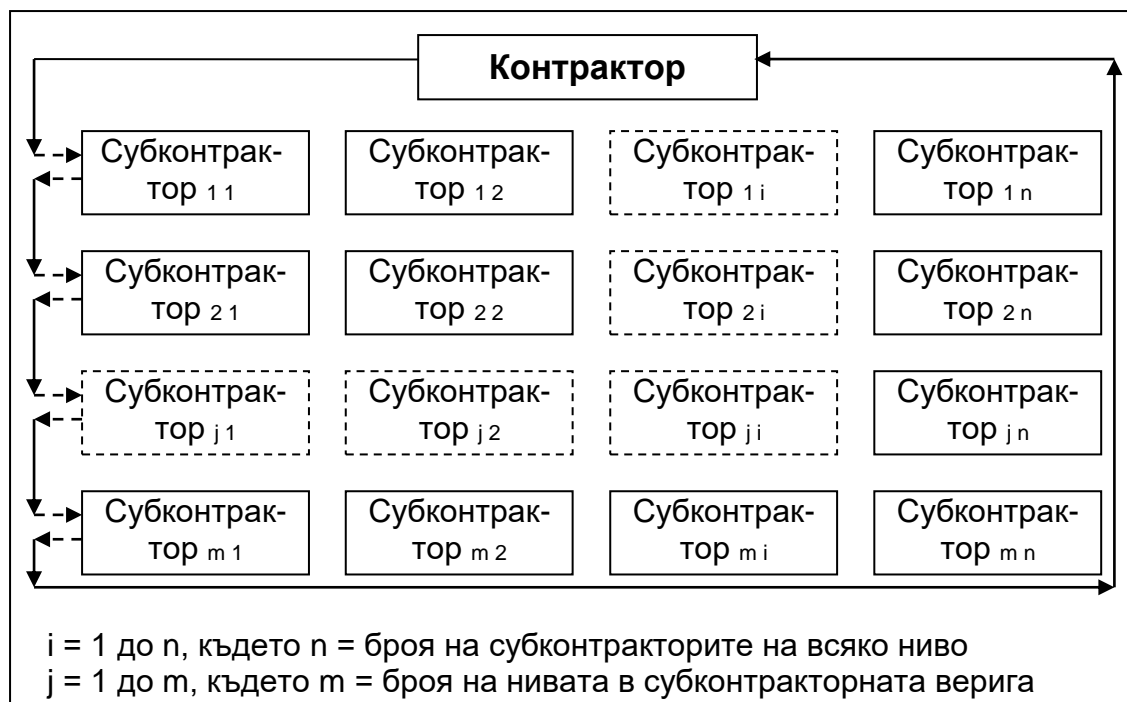 Контрактор
Субконтрак-
тор 1 1
Субконтрак-
тор 1 2
Субконтрак-
тор 1 i
Субконтрак-
тор 1 n
Субконтрак-
тор 2 1
Субконтрак-
тор 2 2
Субконтрак-
тор 2 i
Субконтрак-
тор 2 n
Субконтрак-
тор j 1
Субконтрак-
тор j 2
Субконтрак-
тор j i
Субконтрак-
тор j n
Субконтрак-
тор m 1
Субконтрак-
тор m 2
Субконтрак-
тор m i
Субконтрак-
тор m n
i = 1 до n, където n = броя на субконтракторите на всяко ниво
j = 1 до m, където m = броя на нивата в субконтракторната верига